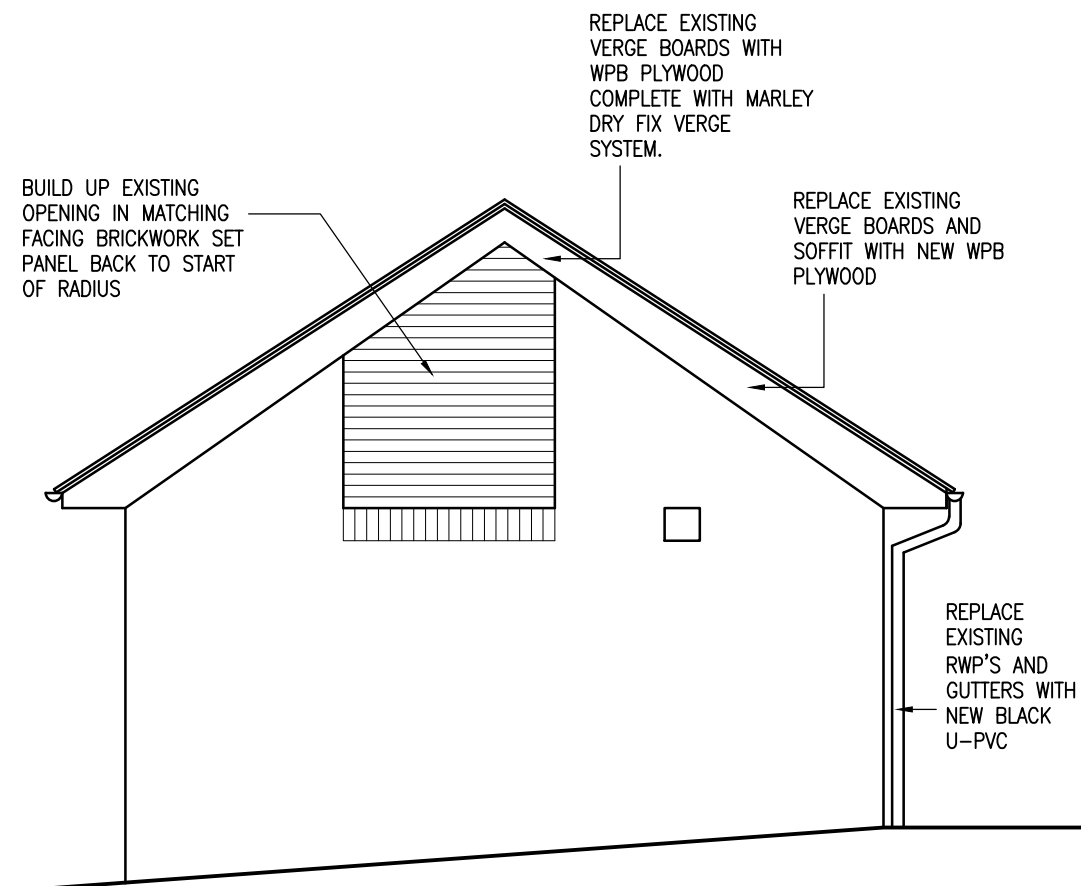 REPLACE EXISTING
VERGE BOARDS WITH
WPB PLYWOOD
COMPLETE WITH MARLEY
DRY FIX VERGE
SYSTEM.
BUILD UP EXISTING
OPENING IN MATCHING
FACING BRICKWORK SET
PANEL BACK TO START
OF RADIUS
REPLACE EXISTING
VERGE BOARDS AND
SOFFIT WITH NEW WPB
PLYWOOD
REPLACE
EXISTING
RWP'S AND
GUTTERS WITH
NEW BLACK
U-PVC